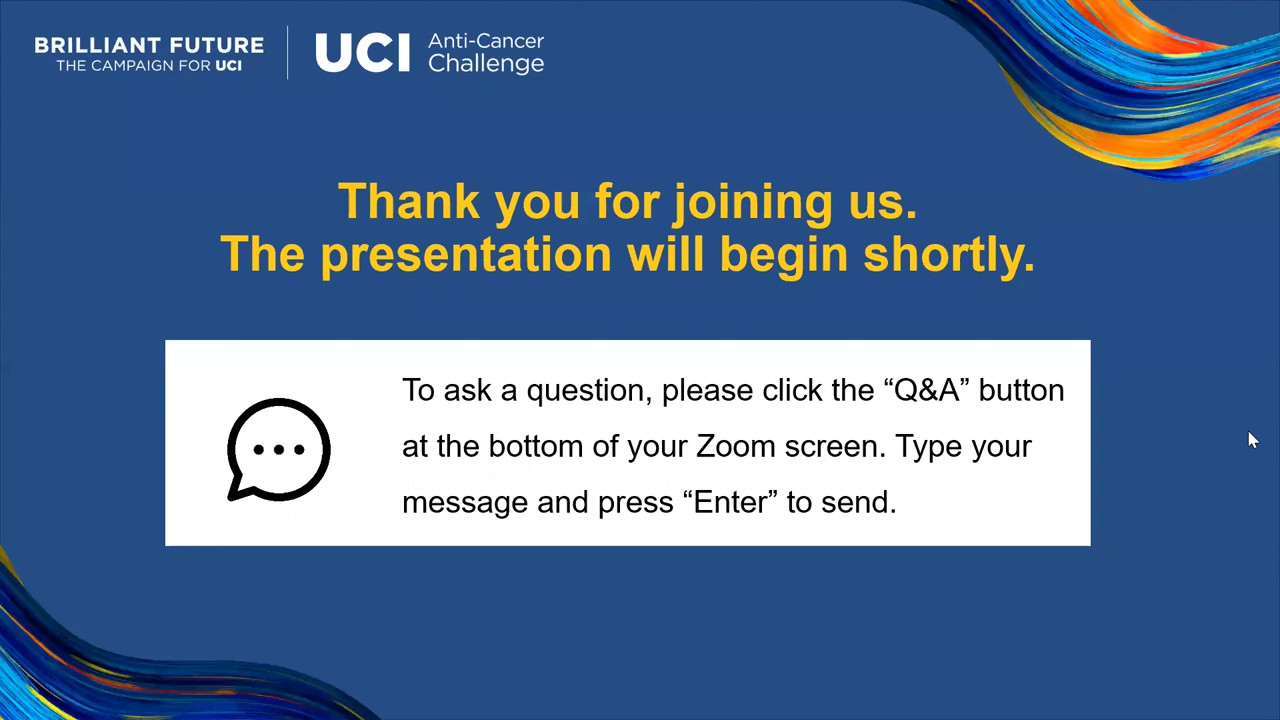 BRILLIANT FUTURE
THE CAMPAIGN FOR UCI
UCI
Anti-Cancer
Challenge
Thank you for joining us.
The presentation will begin shortly.
To ask a question, please click the “Q&A” button
at the bottom of your Zoom screen. Type your
message and press “Enter” to send.